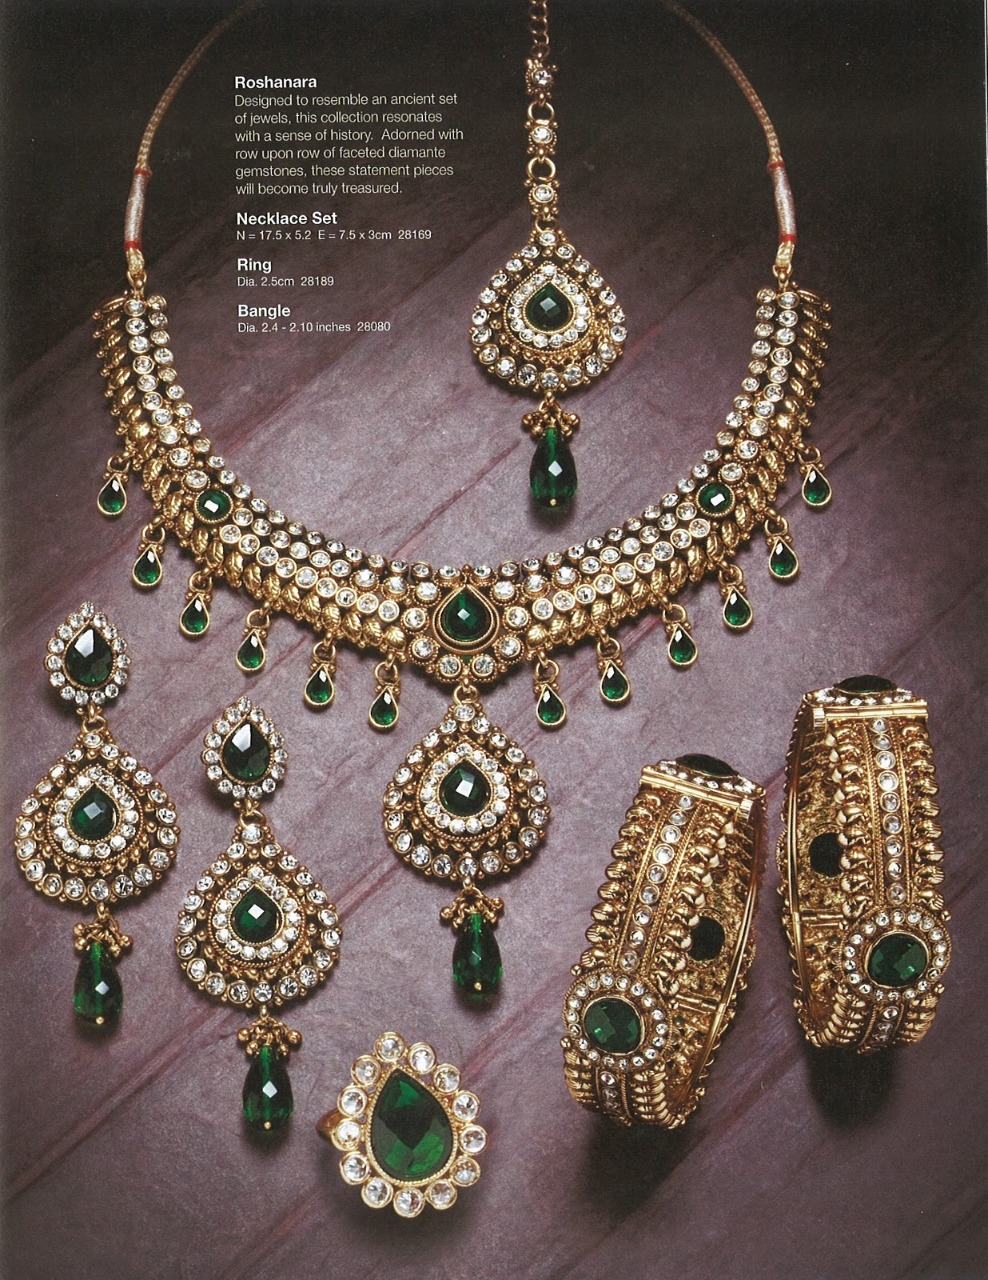 Roshanara
Designed to resemble an ancient set
of jewels, this collection resonates
with a sense of history.  Adorned with
row upon row of faceted diamante
gemstones, these statement pieces
will become truly treasured.
Necklace Set
N = 17.5 x 5.2  E = 7.5 x 3cm  28169
Ring
Dia. 2.5cm  28189
Bangle
Dia. 2.4 - 2.10 inches  28080